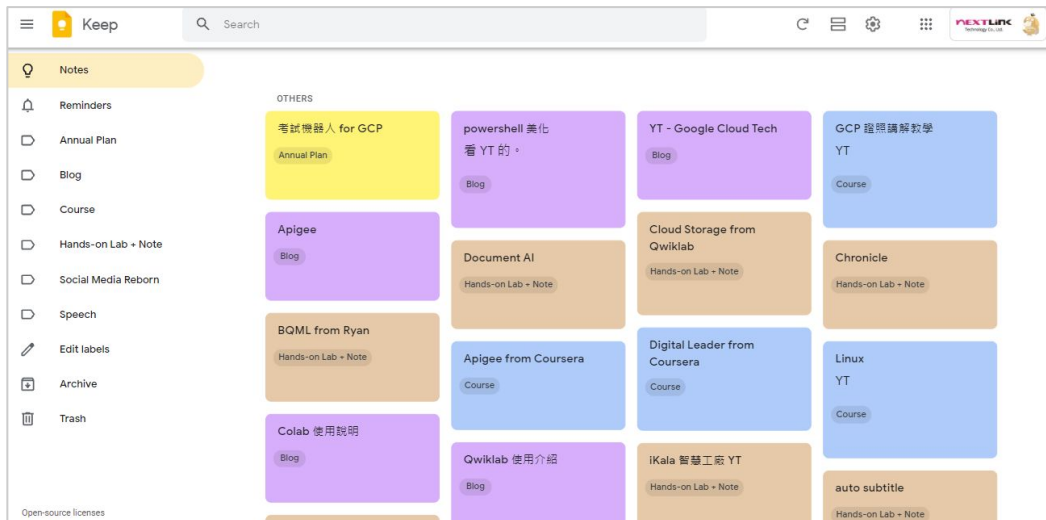 Keep
Search
NEXTLINK
Technology Co., Ltd.
Notes
Reminders
Annual Plan
Blog
Course
Hands-on Lab + Note
Social Media Reborn
Speech
Edit labels
Archive
Trash
Open-source licenses
OTHERS
考試機器人 for GCP
Annual Plan
Apigee
Blog
BQML from Ryan
Hands-on Lab + Note
Colab 使用說明
Blog
powershell 美化
看 YT 的。
Blog
Document AI
Hands-on Lab + Note
Apigee from Coursera
Course
Qwiklab 使用介紹
Blog
YT - Google Cloud Tech
Blog
Cloud Storage from
Qwiklab
Hands-on Lab + Note
Digital Leader from
Coursera
Course
iKala 智慧工廠 YT
Hands-on Lab + Note
GCP 證照講解教學
YT
Course
Chronicle
Hands-on Lab + Note
Linux
YT
Course
auto subtitle
Hands-on Lab + Note